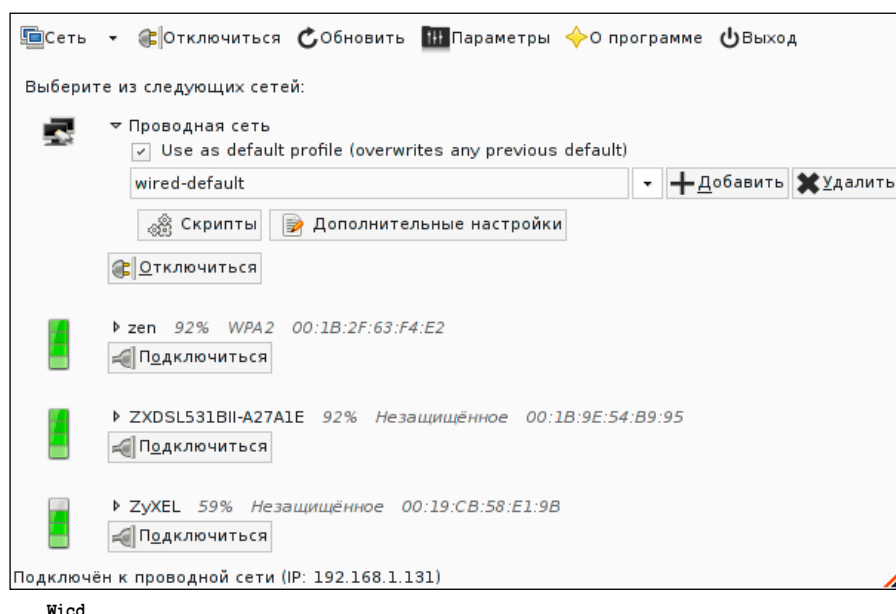 Сеть Отключиться Обновить Параметры О программе Выход
Выберите из следующих сетей:
Проводная сеть
Use as default profile (overwrites any previous default)
wired-default Добавить Удалить
Скрипты Дополнительные настройки
Отключиться
zen 92% WPA2 00:1B:2F:63:F4:E2
Подключиться
ZXDSL531BII-A27A1E 92% Незащищённое 00:1B:9E:54:B9:95
Подключиться
ZyXEL 59% Незащищённое 00:19:CB:58:E1:9B
Подключиться
Подключён к проводной сети (IP: 192.168.1.131)
Wicd